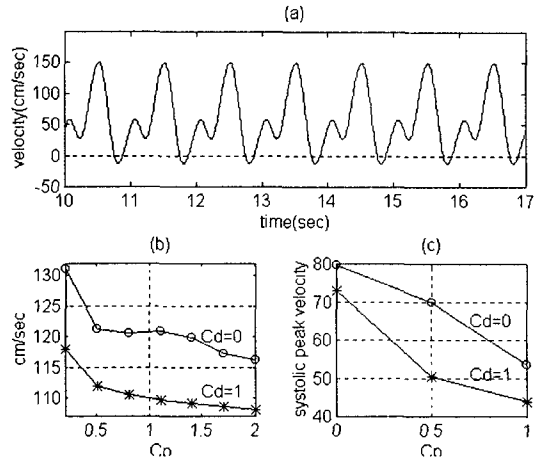 (a)
velocity(cm/sec)
150
100
50
0
-50
10 11 12 13 14 15 16 17
time(sec)
(b)
cm/sec
130
125
120
115
110
Cd=0
Cd=1
0.5 1 1.5 2
Cp
(c)
systolic peak velocity
80
70
60
50
40
Cd=0
Cd=1
0 0.5 1
Cp